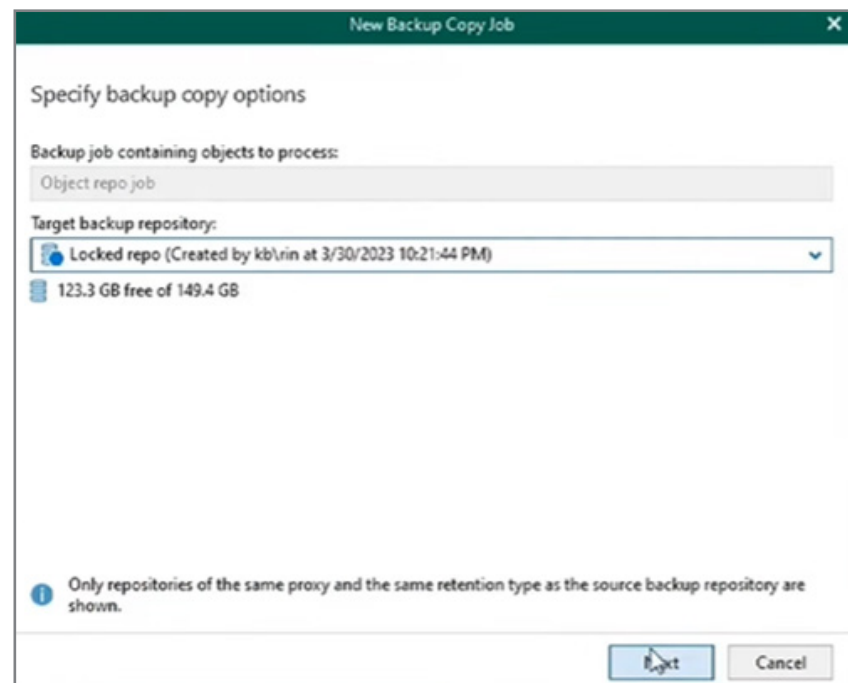 New Backup Copy Job
Specify backup copy options
Backup job containing objects to process:
Object repo job
Target backup repository:
Locked repo (Created by kb\rin at 3/30/2023 10:21:44 PM)
123.3 GB free of 149.4 GB
Only repositories of the same proxy and the same retention type as the source backup repository are
shown.
Next Cancel